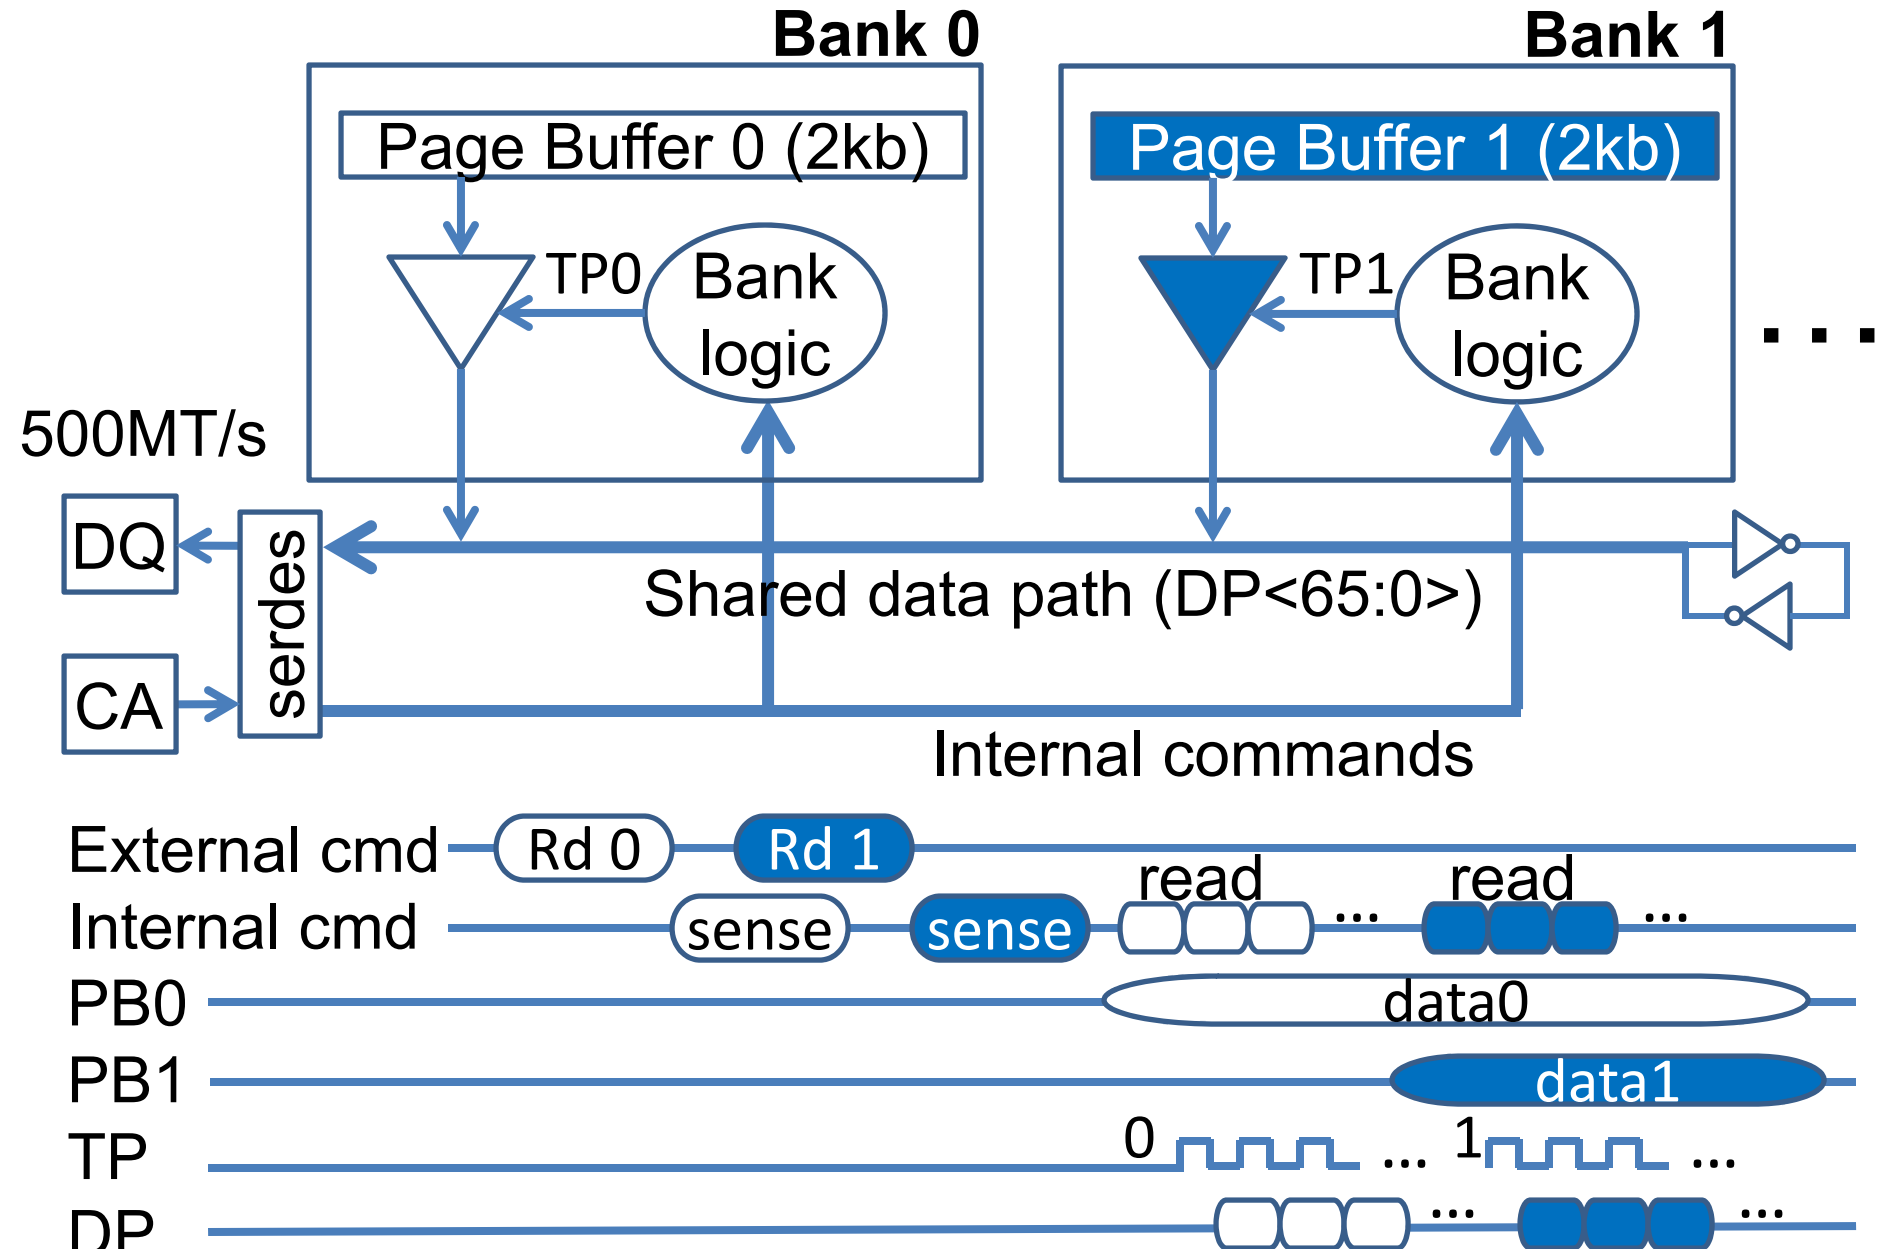 Bank 0
Bank 1
Page Buffer 0 (2kb)
Page Buffer 1 (2kb)
TP0
Bank
logic
TP1
Bank
logic
...
500MT/s
DQ
serdes
Shared data path (DP<65:0>)
CA
Internal commands
External cmd
Rd 0
Rd 1
read
read
Internal cmd
sense
sense
...
...
PB0
data0
PB1
data1
TP
0
...
1
...
DP
...
...